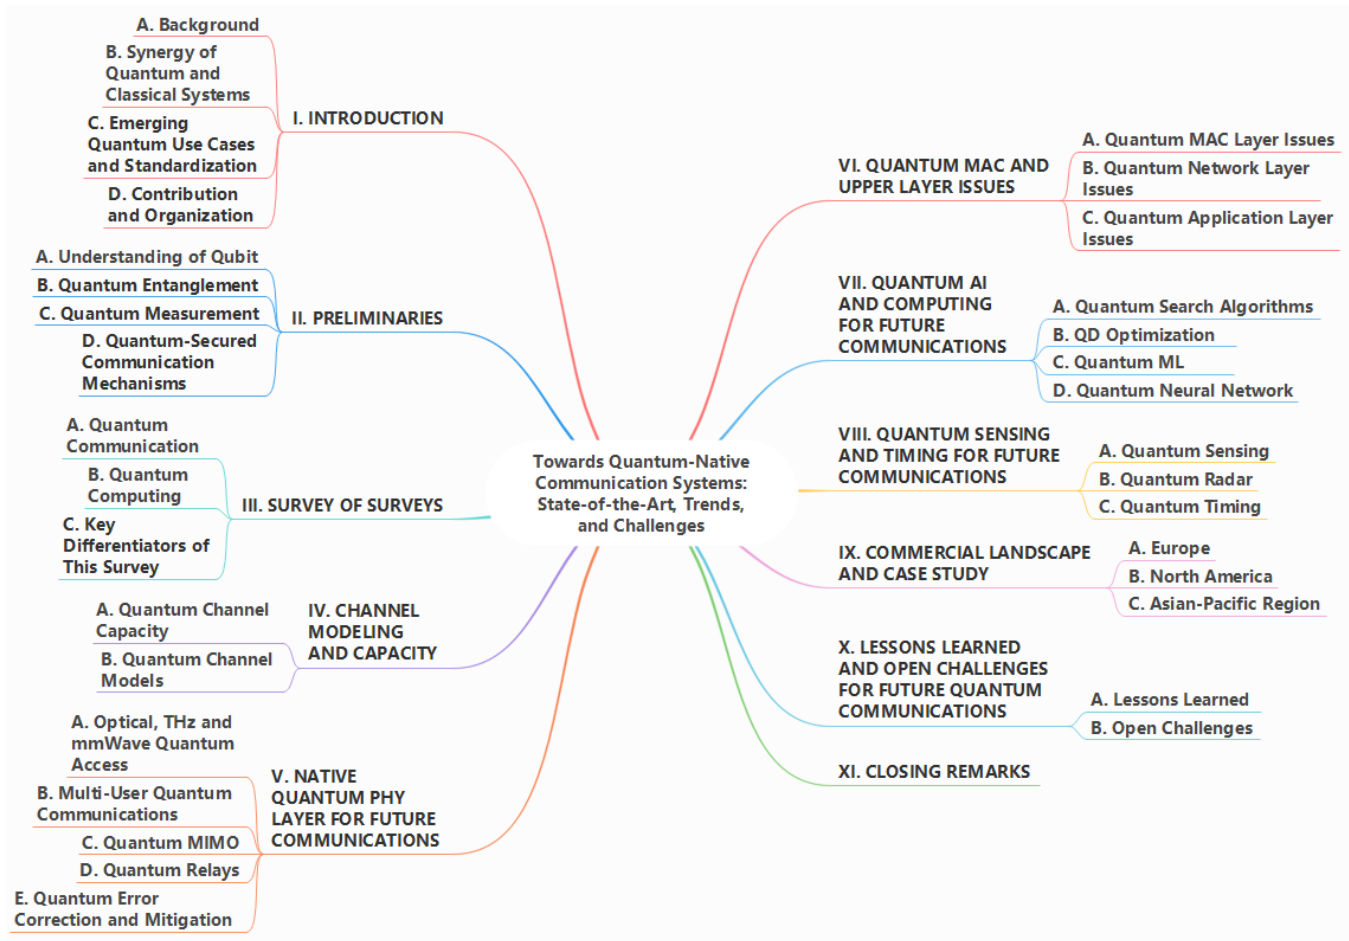 Towards Quantum-Native
Communication Systems:
State-of-the-Art, Trends,
and Challenges
I. INTRODUCTION
A. Background
B. Synergy of
Quantum and
Classical Systems
C. Emerging
Quantum Use Cases
and Standardization
D. Contribution
and Organization
II. PRELIMINARIES
A. Understanding of Qubit
B. Quantum Entanglement
C. Quantum Measurement
D. Quantum-Secured
Communication
Mechanisms
III. SURVEY OF SURVEYS
A. Quantum
Communication
B. Quantum
Computing
C. Key
Differentiators of
This Survey
IV. CHANNEL
MODELING
AND CAPACITY
A. Quantum Channel
Capacity
B. Quantum Channel
Models
V. NATIVE
QUANTUM PHY
LAYER FOR FUTURE
COMMUNICATIONS
A. Optical, THz and
mmWave Quantum
Access
B. Multi-User Quantum
Communications
C. Quantum MIMO
D. Quantum Relays
E. Quantum Error
Correction and Mitigation
VI. QUANTUM MAC AND
UPPER LAYER ISSUES
A. Quantum MAC Layer Issues
B. Quantum Network Layer
Issues
C. Quantum Application Layer
Issues
VII. QUANTUM AI
AND COMPUTING
FOR FUTURE
COMMUNICATIONS
A. Quantum Search Algorithms
B. QD Optimization
C. Quantum ML
D. Quantum Neural Network
VIII. QUANTUM SENSING
AND TIMING FOR FUTURE
COMMUNICATIONS
A. Quantum Sensing
B. Quantum Radar
C. Quantum Timing
IX. COMMERCIAL LANDSCAPE
AND CASE STUDY
A. Europe
B. North America
C. Asian-Pacific Region
X. LESSONS LEARNED
AND OPEN CHALLENGES
FOR FUTURE QUANTUM
COMMUNICATIONS
A. Lessons Learned
B. Open Challenges
XI. CLOSING REMARKS